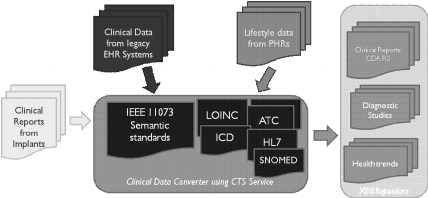 Clinical Data
from legacy
EHR Systems
Lifestyle data
from PHRs
Clinical
Reports
from
Implants
IEEE 11073
Semantic
standards
LOINC
ATC
ICD
HL7
SNOMED
Clinical Data Converter using CTS Service
Clinical Reports
CDA R2
Diagnostic
Studies
Healthtrends
XDS Repository